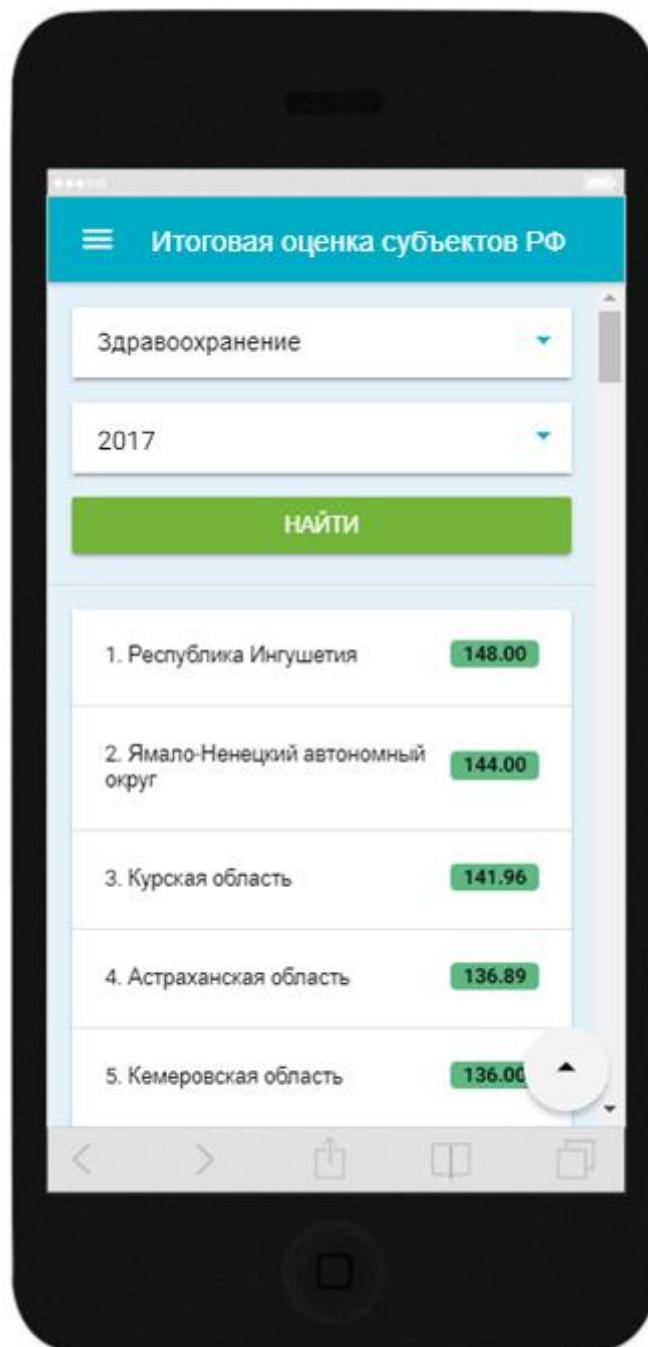 Итоговая оценка субъектов РФ
Здравоохранение
2017
НАЙТИ
1. Республика Ингушетия 148.00
2. Ямало-Ненецкий автономный
округ 144.00
3. Курская область 141.96
4. Астраханская область 136.89
5. Кемеровская область 136.00